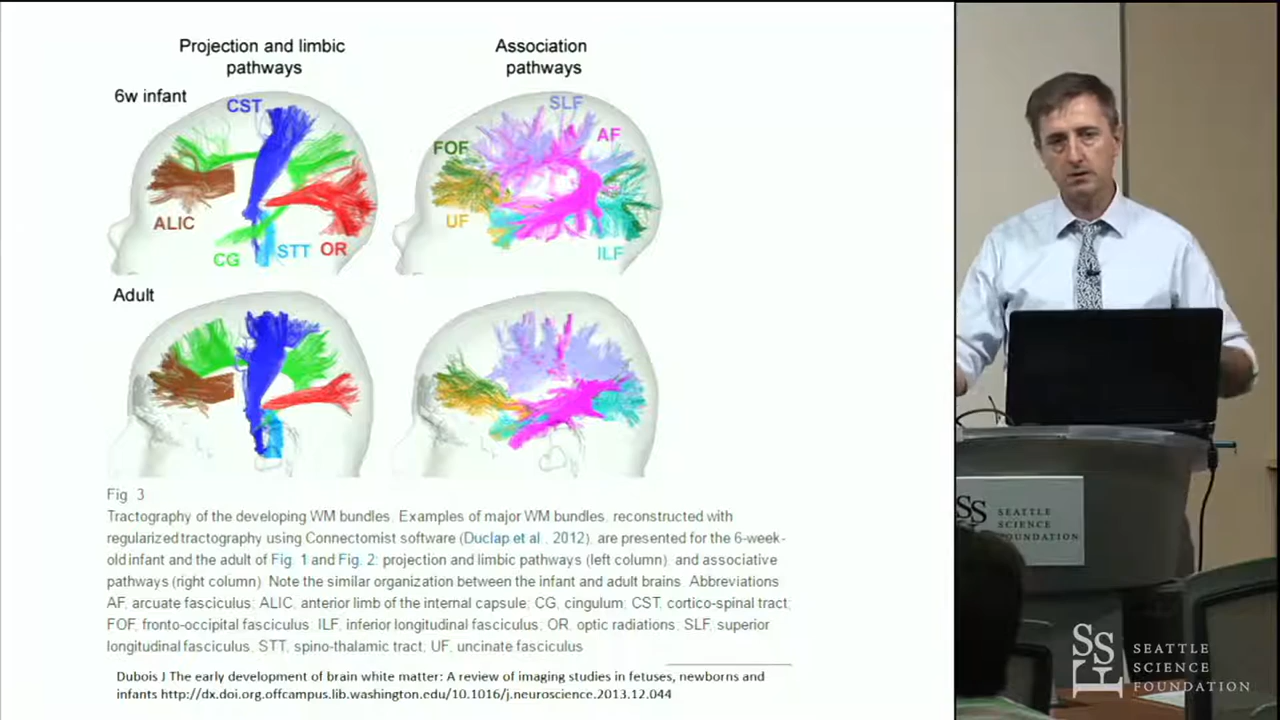 Projection and limbic
pathways
Association
pathways
6w infant
CST
ALIC
CG
STT
OR
SLF
AF
FOF
UF
ILF
Adult
Fig 3
Tractography of the developing WM bundles. Examples of major WM bundles, reconstructed with
regularized tractography using Connectomist software (Duclap et al., 2012), are presented for the 6-week-
old infant and the adult of Fig. 1 and Fig. 2: projection and limbic pathways (left column), and associative
pathways (right column). Note the similar organization between the infant and adult brains. Abbreviations
AF, arcuate fasciculus; ALIC, anterior limb of the internal capsule; CG, cingulum; CST, cortico-spinal tract;
FOF, fronto-occipital fasciculus; ILF, inferior longitudinal fasciculus; OR, optic radiations; SLF, superior
longitudinal fasciculus; STT, spino-thalamic tract; UF, uncinate fasciculus
Dubois J The early development of brain white matter: A review of imaging studies in fetuses, newborns and
infants http://dx.doi.org.offcampus.lib.washington.edu/10.1016/j.neuroscience.2013.12.044
SS
SEATTLE
SCIENCE
FOUNDATION
SSF
SEATTLE
SCIENCE
FOUNDATION